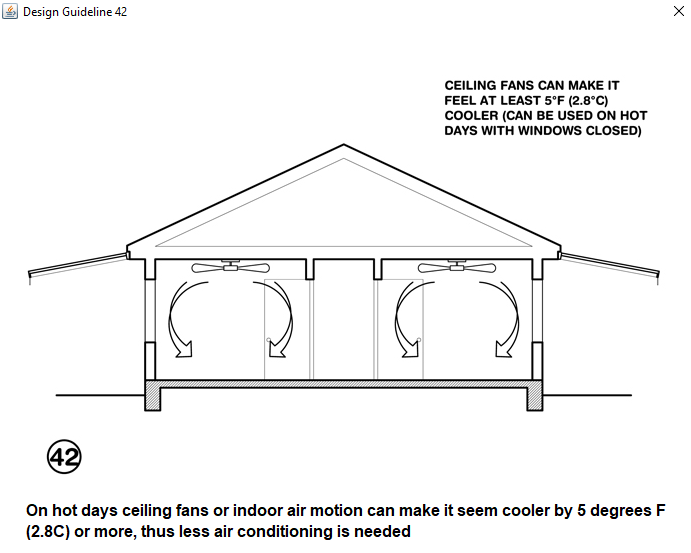 Design Guideline 42
CEILING FANS CAN MAKE IT
FEEL AT LEAST 5°F (2.8°C)
COOLER (CAN BE USED ON HOT
DAYS WITH WINDOWS CLOSED)
42
On hot days ceiling fans or indoor air motion can make it seem cooler by 5 degrees F
(2.8C) or more, thus less air conditioning is needed